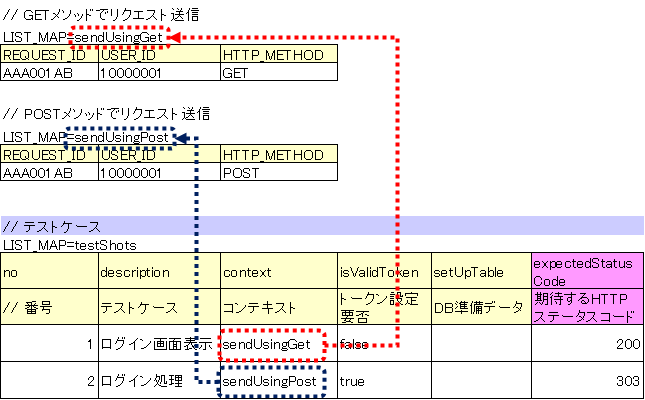 // GETメソッドでリクエスト送信
LIST_MAP=sendUsingGet
REQUEST_ID USER_ID HTTP_METHOD
AAA001AB 10000001 GET
// POSTメソッドでリクエスト送信
LIST_MAP=sendUsingPost
REQUEST_ID USER_ID HTTP_METHOD
AAA001AB 10000001 POST
// テストケース
LIST_MAP=testShots
no description context isValidToken setUpTable expectedStatus
Code
// 番号 テストケース コンテキスト トークン設定 DB準備データ 期待するHTTP
要否 ステータスコード
1 ログイン画面表示 sendUsingGet false 200
2 ログイン処理 sendUsingPost true 303